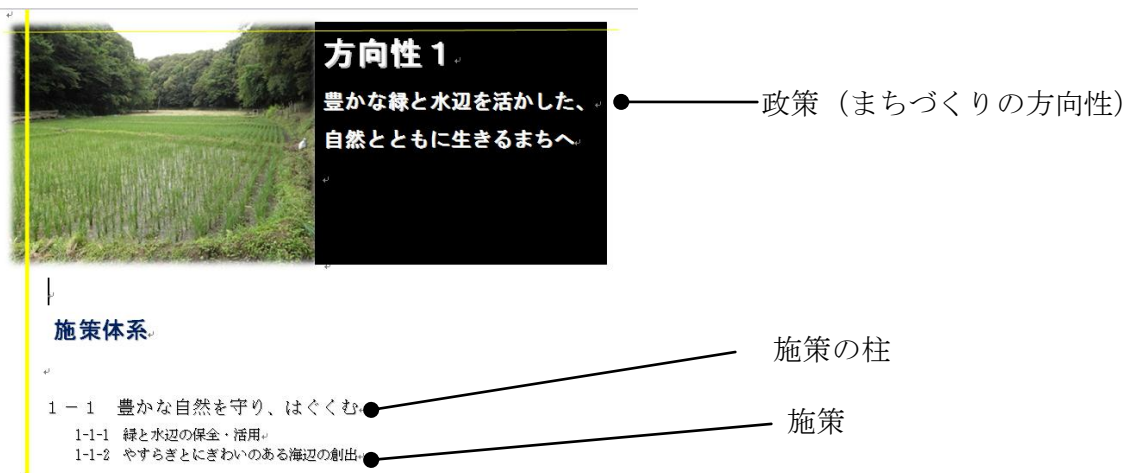 方向性１
豊かな緑と水辺を活かした、
自然とともに生きるまちへ
政策（まちづくりの方向性）
施策体系
施策の柱
１－１　豊かな自然を守り、はぐくむ
施策
1-1-1 緑と水辺の保全・活用
1-1-2 やすらぎとにぎわいのある海辺の創出